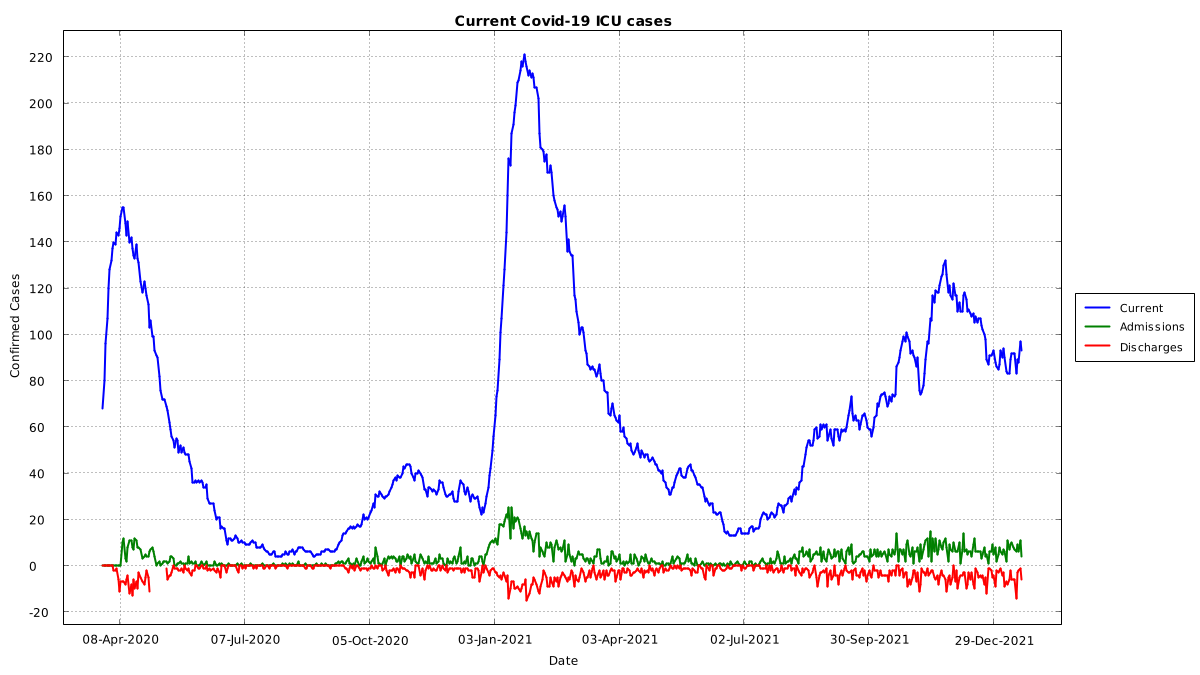 Current Covid-19 ICU cases
Confirmed Cases
220
200
180
160
140
120
100
80
60
40
20
0
-20
08-Apr-2020 07-Jul-2020 05-Oct-2020 03-Jan-2021 03-Apr-2021 02-Jul-2021 30-Sep-2021 29-Dec-2021
Date
Current
Admissions
Discharges